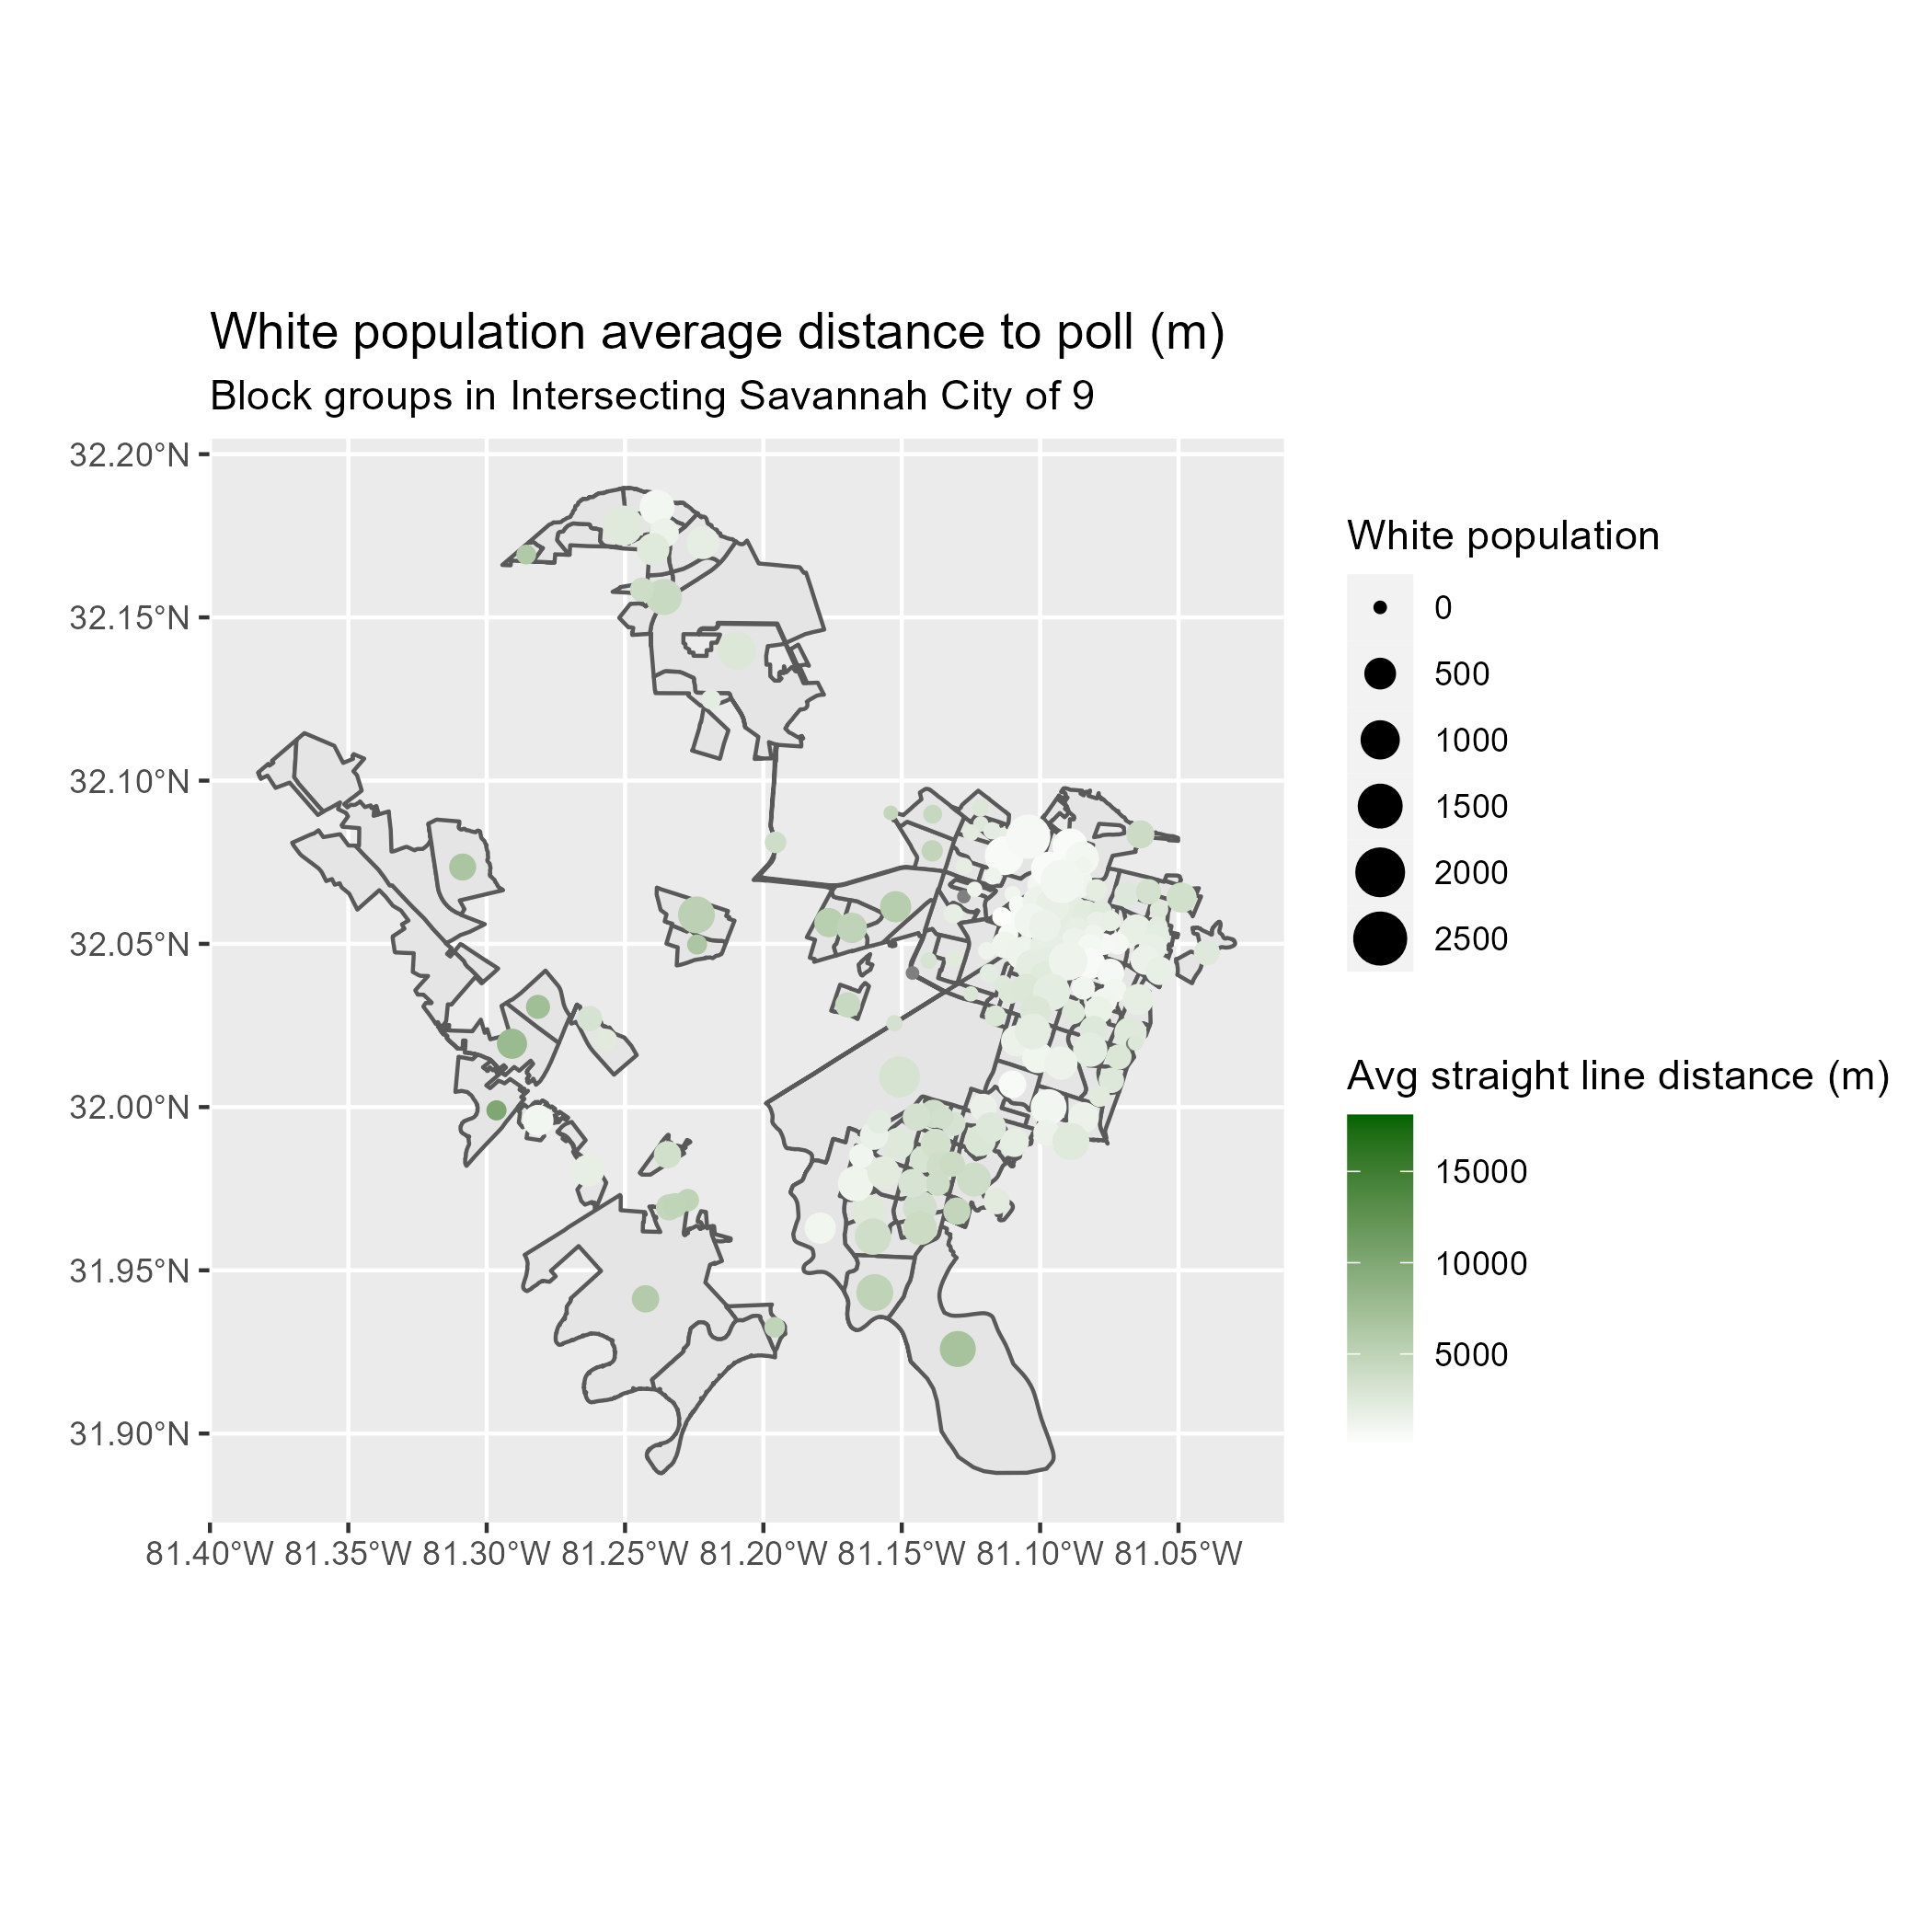 White population average distance to poll (m)
Block groups in Intersecting Savannah City of 9
32.20°N
32.15°N
32.10°N
32.05°N
32.00°N
31.95°N
31.90°N
81.40°W 81.35°W 81.30°W 81.25°W 81.20°W 81.15°W 81.10°W 81.05°W
White population
0
500
1000
1500
2000
2500
Avg straight line distance (m)
15000
10000
5000